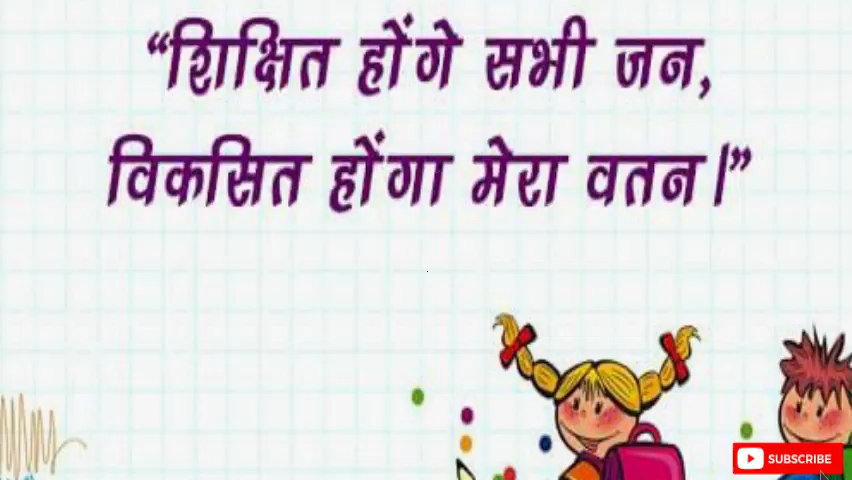 “शिक्षित होंगे सभी जन,
विकसित होंगा मेरा वतन।”
SUBSCRIBE